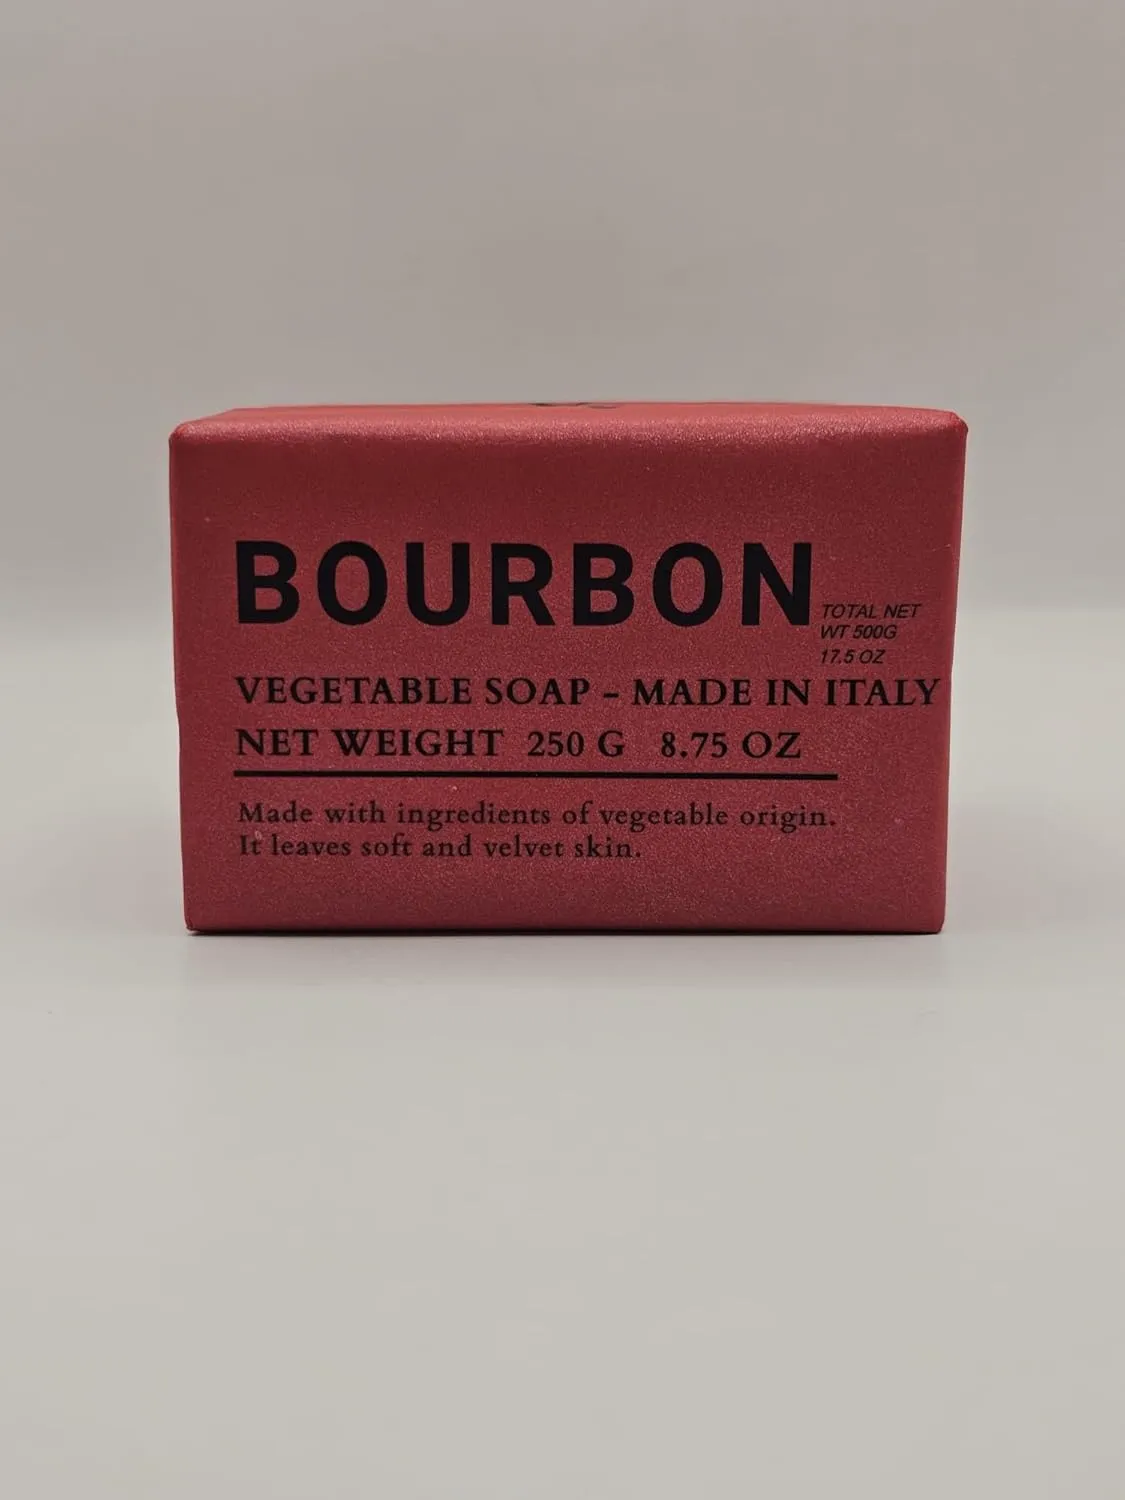 BOURBON
TOTAL NET
WT 500G
17.5 OZ
VEGETABLE SOAP - MADE IN ITALY
NET WEIGHT 250 G 8.75 OZ
Made with ingredients of vegetable origin.
It leaves soft and velvet skin.